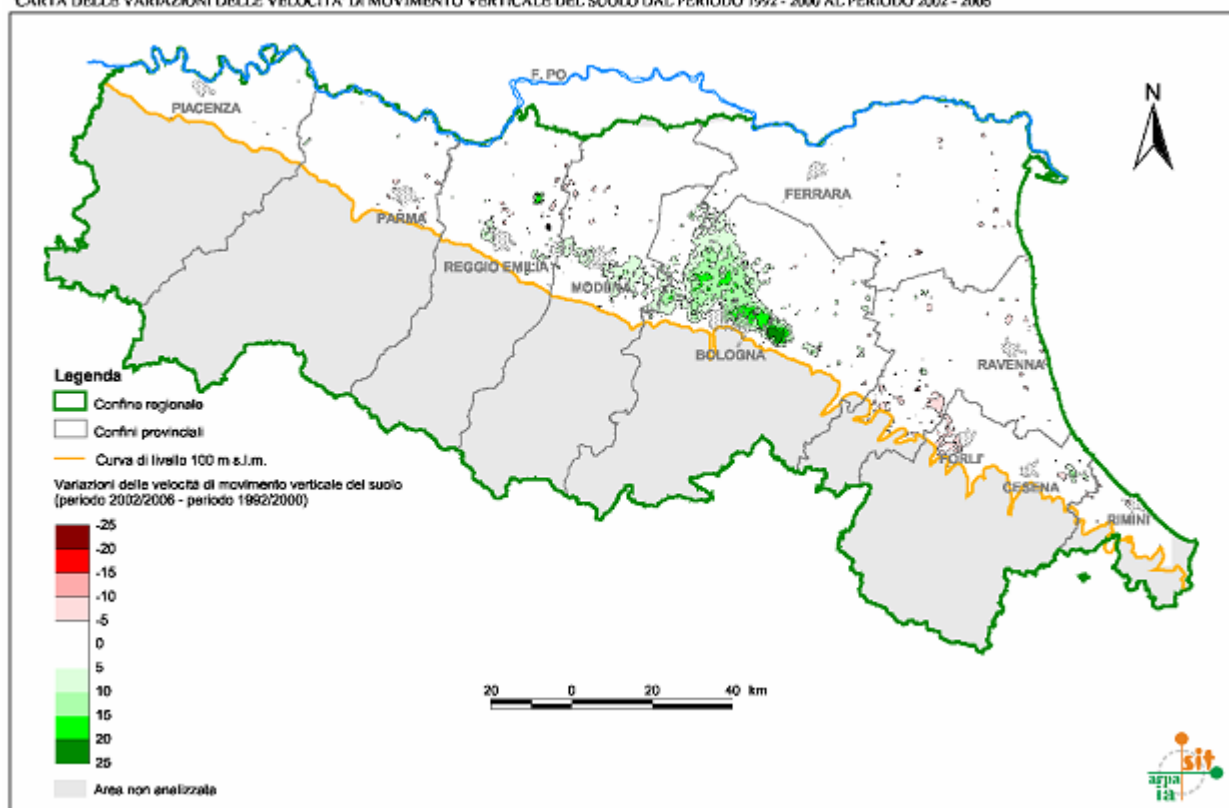 CARTA DELLE VARIAZIONI DELLE VELOCITA' DI MOVIMENTO VERTICALE DEL SUOLO DAL PERIODO 1992 - 2000 AL PERIODO 2002 - 2006
F. PO
N
PIACENZA
FERRARA
PARMA
REGGIO EMILIA
MODENA
BOLOGNA
RAVENNA
FORLI'
CESENA
RIMINI
Legenda
Confine regionale
Confini provinciali
Curva di livello 100 m s.l.m.
Variazioni delle velocità di movimento verticale del suolo
(periodo 2002/2006 - periodo 1992/2000)
-25
-20
-15
-10
-5
0
5
10
15
20
25
Area non analizzata
20 0 20 40 km
sit
arpa
ia